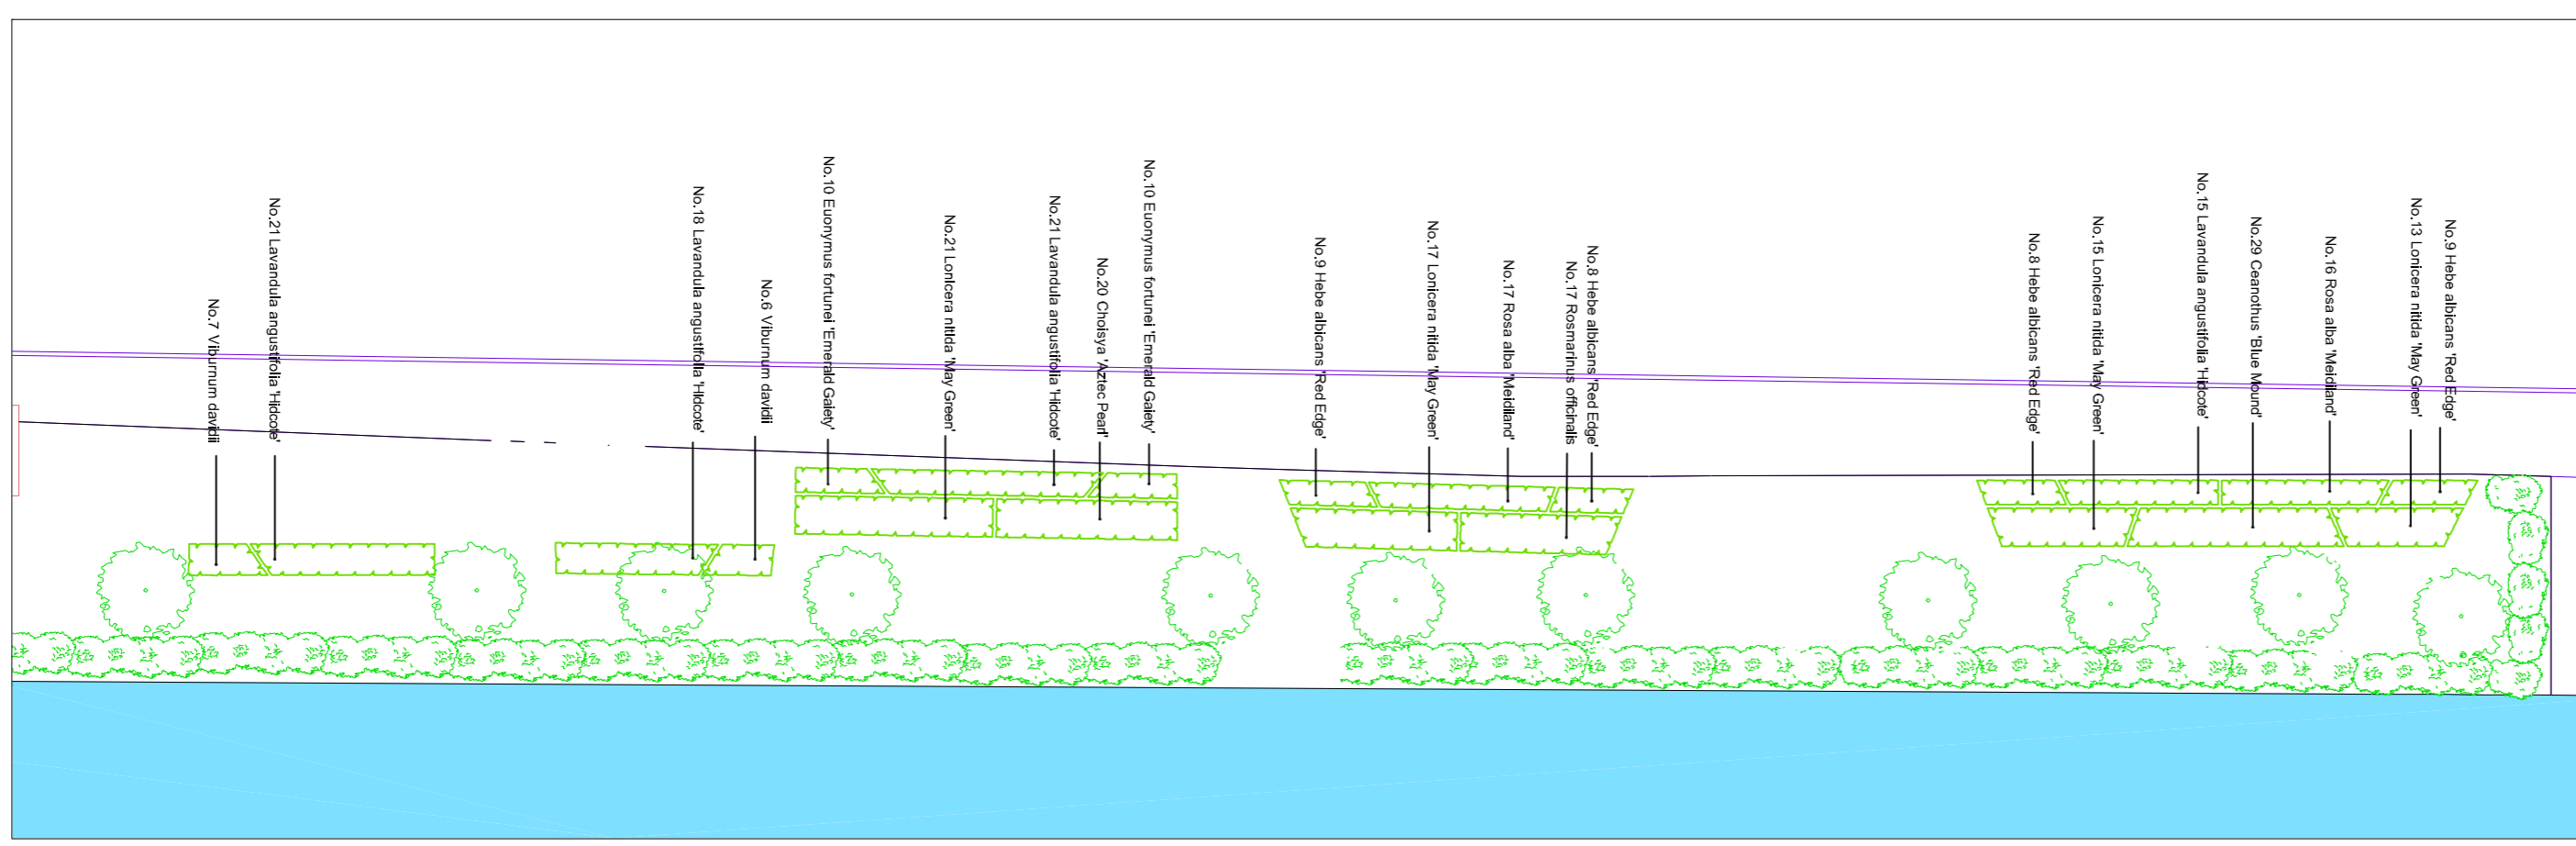 No.7 Viburnum davidii
No.21 Lavandula angustifolia 'Hidcote'
No.18 Lavandula angustifolia 'Hidcote'
No.6 Viburnum davidii
No.10 Euonymus fortunei 'Emerald Gaiety'
No.21 Lonicera nitida 'May Green'
No.21 Lavandula angustifolia 'Hidcote'
No.20 Choisya 'Aztec Pearl'
No.10 Euonymus fortunei 'Emerald Gaiety'
No.9 Hebe albicans 'Red Edge'
No.17 Lonicera nitida 'May Green'
No.17 Rosa alba 'Meidiland'
No.17 Rosmarinus officinalis
No.8 Hebe albicans 'Red Edge'
No.8 Hebe albicans 'Red Edge'
No.15 Lonicera nitida 'May Green'
No.15 Lavandula angustifolia 'Hidcote'
No.29 Ceanothus 'Blue Mound'
No.16 Rosa alba 'Meidiland'
No.13 Lonicera nitida 'May Green'
No.9 Hebe albicans 'Red Edge'